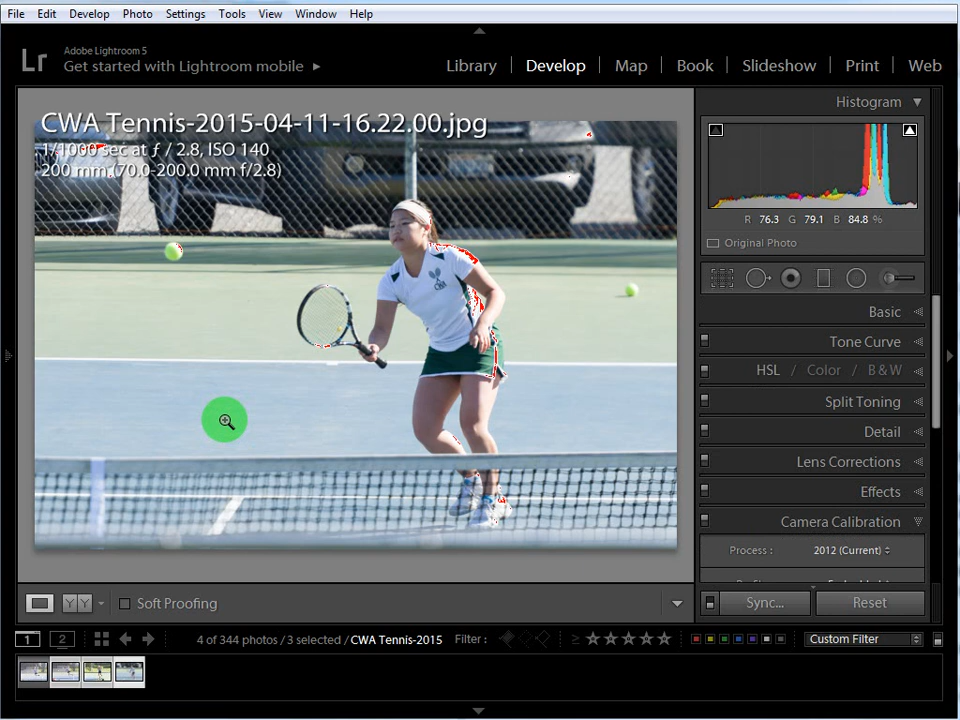 File Edit Develop Photo Settings Tools View Window Help
Lr
Adobe Lightroom 5
Get started with Lightroom mobile
Library Develop Map Book Slideshow Print Web
CWA Tennis-2015-04-11-16.22.00.jpg
1/1000 sec at ƒ / 2.8, ISO 140
200 mm (70.0-200.0 mm f/2.8)
CWA
Histogram
R 76.3 G 79.1 B 84.8 %
Original Photo
Basic
Tone Curve
HSL / Color / B & W
Split Toning
Detail
Lens Corrections
Effects
Camera Calibration
Process : 2012 (Current)
Sync... Reset
Y Y Soft Proofing
1 2 4 of 344 photos / 3 selected / CWA Tennis-2015 Filter : ≥ Custom Filter